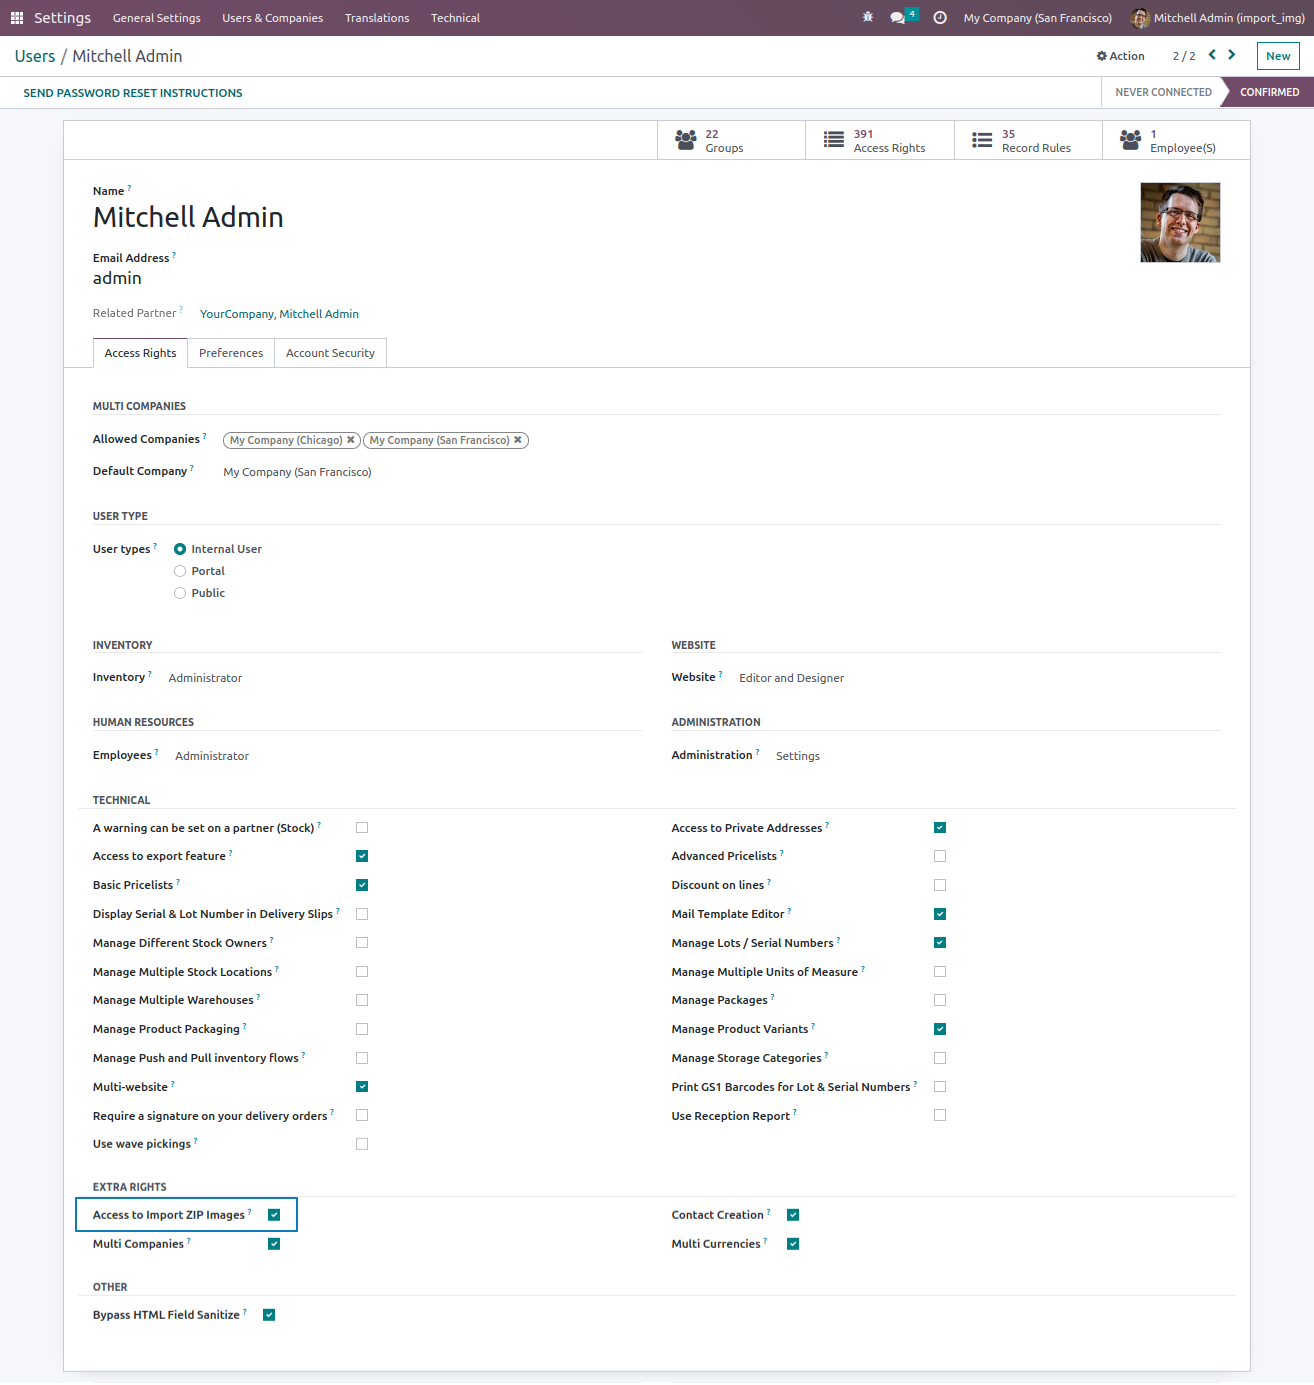 Settings General Settings Users & Companies Translations Technical 4 My Company (San Francisco) Mitchell Admin (import_img)
Users / Mitchell Admin Action 2 / 2 New
SEND PASSWORD RESET INSTRUCTIONS NEVER CONNECTED CONFIRMED
22 391 35 1
Groups Access Rights Record Rules Employee(S)
Name ?
Mitchell Admin
Email Address ?
admin
Related Partner ? YourCompany, Mitchell Admin
Access Rights Preferences Account Security
MULTI COMPANIES
Allowed Companies ? My Company (Chicago) ✖ My Company (San Francisco) ✖
Default Company ? My Company (San Francisco)
USER TYPE
User types ? Internal User
Portal
Public
INVENTORY WEBSITE
Inventory ? Administrator Website ? Editor and Designer
HUMAN RESOURCES ADMINISTRATION
Employees ? Administrator Administration ? Settings
TECHNICAL
A warning can be set on a partner (Stock) ? Access to Private Addresses ?
Access to export feature ? Advanced Pricelists ?
Basic Pricelists ? Discount on lines ?
Display Serial & Lot Number in Delivery Slips ? Mail Template Editor ?
Manage Different Stock Owners ? Manage Lots / Serial Numbers ?
Manage Multiple Stock Locations ? Manage Multiple Units of Measure ?
Manage Multiple Warehouses ? Manage Packages ?
Manage Product Packaging ? Manage Product Variants ?
Manage Push and Pull inventory flows ? Manage Storage Categories ?
Multi-website ? Print GS1 Barcodes for Lot & Serial Numbers ?
Require a signature on your delivery orders ? Use Reception Report ?
Use wave pickings ?
EXTRA RIGHTS
Access to Import ZIP Images ? Contact Creation ?
Multi Companies ? Multi Currencies ?
OTHER
Bypass HTML Field Sanitize ?